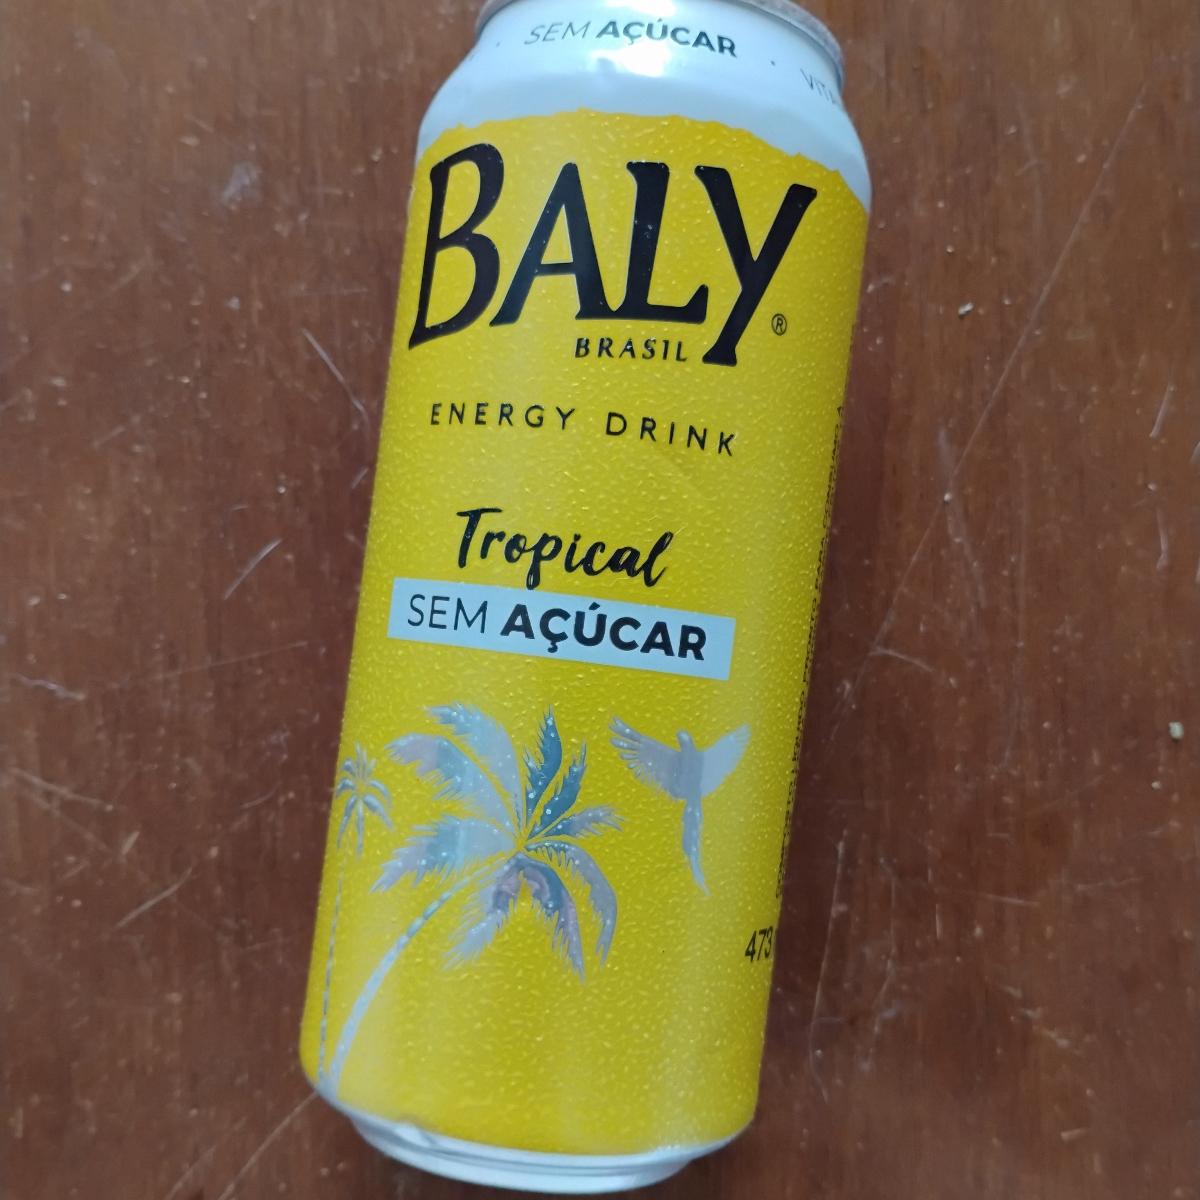 SEM AÇÚCAR
BALY
®
BRASIL
ENERGY DRINK
Tropical
SEM AÇÚCAR
473